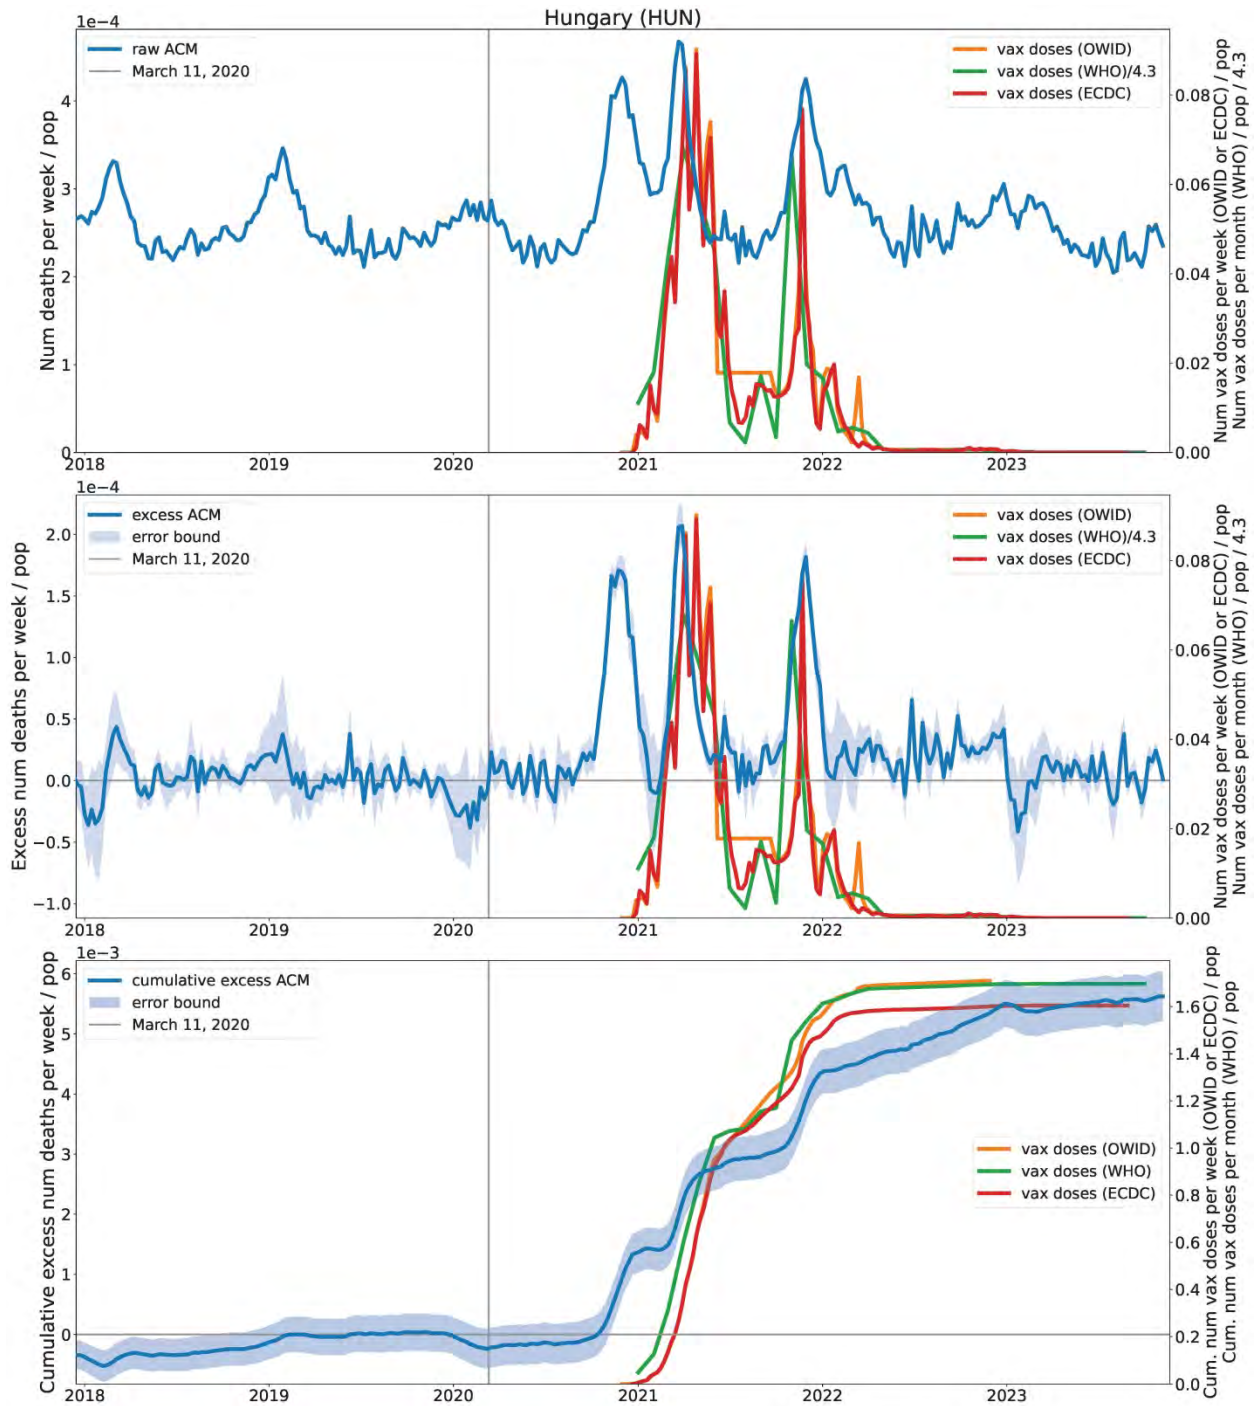 Hungary (HUN)
1e−4
raw ACM
March 11, 2020
vax doses (OWID)
vax doses (WHO)/4.3
vax doses (ECDC)
Num deaths per week / pop
4
3
2
1
0
Num vax doses per week (OWID or ECDC) / pop
Num vax doses per month (WHO) / pop / 4.3
0.08
0.06
0.04
0.02
0.00
2018 2019 2020 2021 2022 2023
1e−4
excess ACM
error bound
March 11, 2020
vax doses (OWID)
vax doses (WHO)/4.3
vax doses (ECDC)
Excess num deaths per week / pop
2.0
1.5
1.0
0.5
0.0
−0.5
−1.0
Num vax doses per week (OWID or ECDC) / pop
Num vax doses per month (WHO) / pop / 4.3
0.08
0.06
0.04
0.02
0.00
2018 2019 2020 2021 2022 2023
1e−3
cumulative excess ACM
error bound
March 11, 2020
vax doses (OWID)
vax doses (WHO)
vax doses (ECDC)
Cumulative excess num deaths per week / pop
6
5
4
3
2
1
0
Cum. num vax doses per week (OWID or ECDC) / pop
Cum. num vax doses per month (WHO) / pop
1.6
1.4
1.2
1.0
0.8
0.6
0.4
0.2
0.0
2018 2019 2020 2021 2022 2023